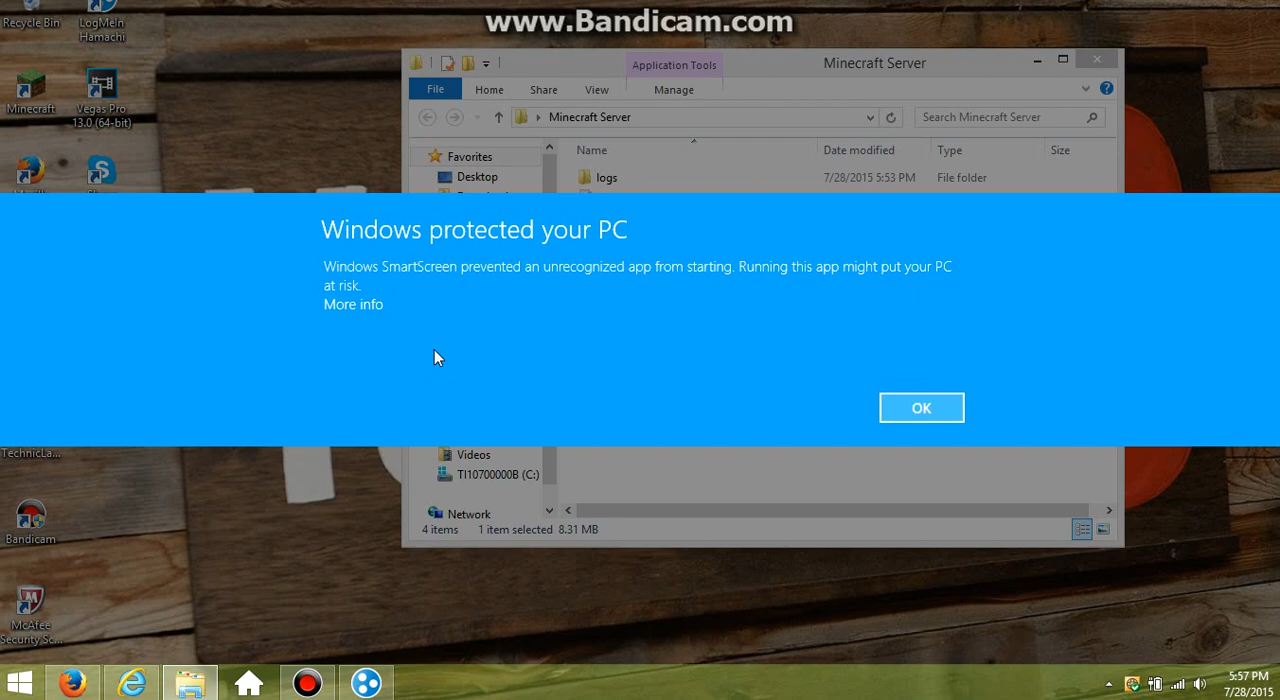 www.Bandicam.com
Recycle Bin
LogMeIn
Hamachi
Application Tools
Minecraft Server
File
Home
Share
View
Manage
Minecraft Server
Search Minecraft Server
Minecraft
Vegas Pro
13.0 (64-bit)
Favorites
Desktop
Name
Date modified
Type
Size
logs
7/28/2015 5:53 PM
File folder
Windows protected your PC
Windows SmartScreen prevented an unrecognized app from starting. Running this app might put your PC
at risk.
More info
OK
TechnicLa...
Videos
TI10700000B (C:)
Network
4 items
1 item selected
8.31 MB
Bandicam
McAfee
Security Sc...
5:57 PM
7/28/2015